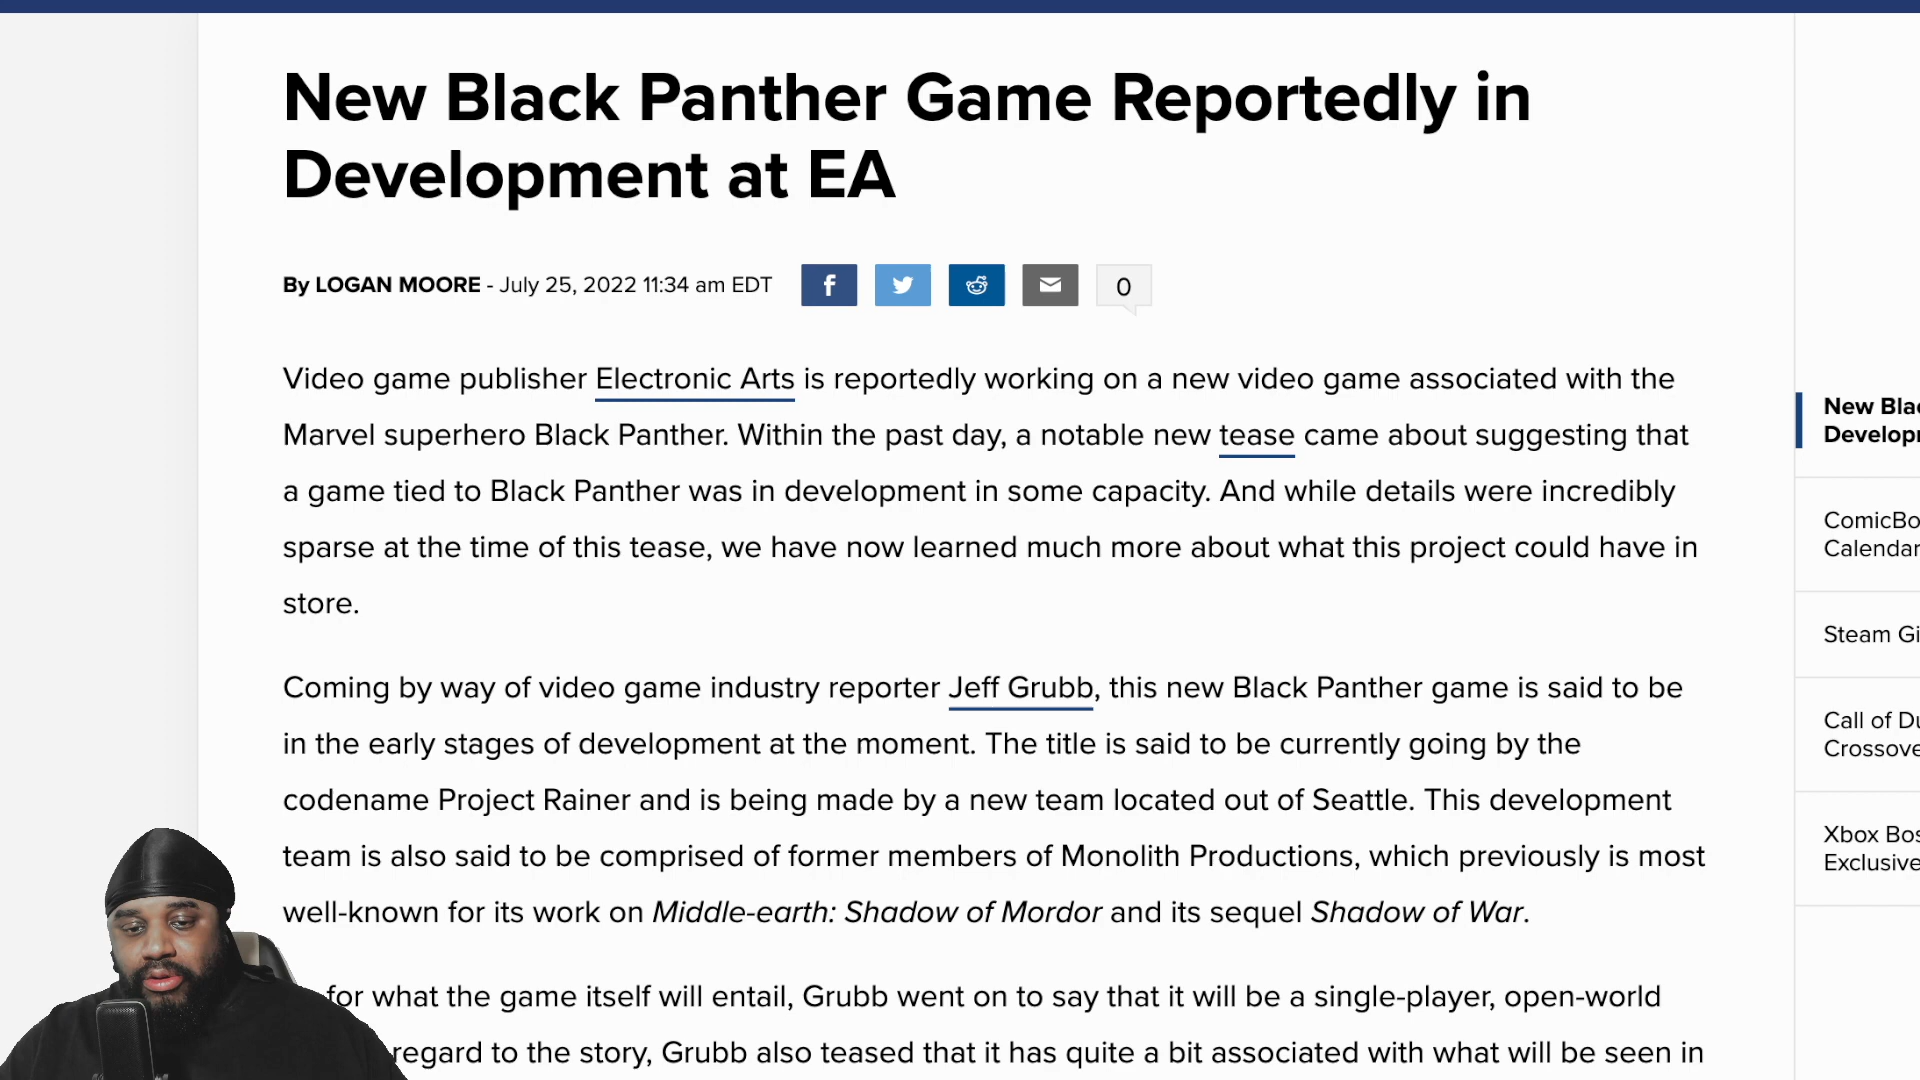 New Black Panther Game Reportedly in
Development at EA
By LOGAN MOORE - July 25, 2022 11:34 am EDT
0
Video game publisher Electronic Arts is reportedly working on a new video game associated with the
Marvel superhero Black Panther. Within the past day, a notable new tease came about suggesting that
a game tied to Black Panther was in development in some capacity. And while details were incredibly
sparse at the time of this tease, we have now learned much more about what this project could have in
store.
Coming by way of video game industry reporter Jeff Grubb, this new Black Panther game is said to be
in the early stages of development at the moment. The title is said to be currently going by the
codename Project Rainer and is being made by a new team located out of Seattle. This development
team is also said to be comprised of former members of Monolith Productions, which previously is most
well-known for its work on Middle-earth: Shadow of Mordor and its sequel Shadow of War.
for what the game itself will entail, Grubb went on to say that it will be a single-player, open-world
regard to the story, Grubb also teased that it has quite a bit associated with what will be seen in
New Blac
Develop
ComicBo
Calendar
Steam Gi
Call of Du
Crossove
Xbox Bos
Exclusive